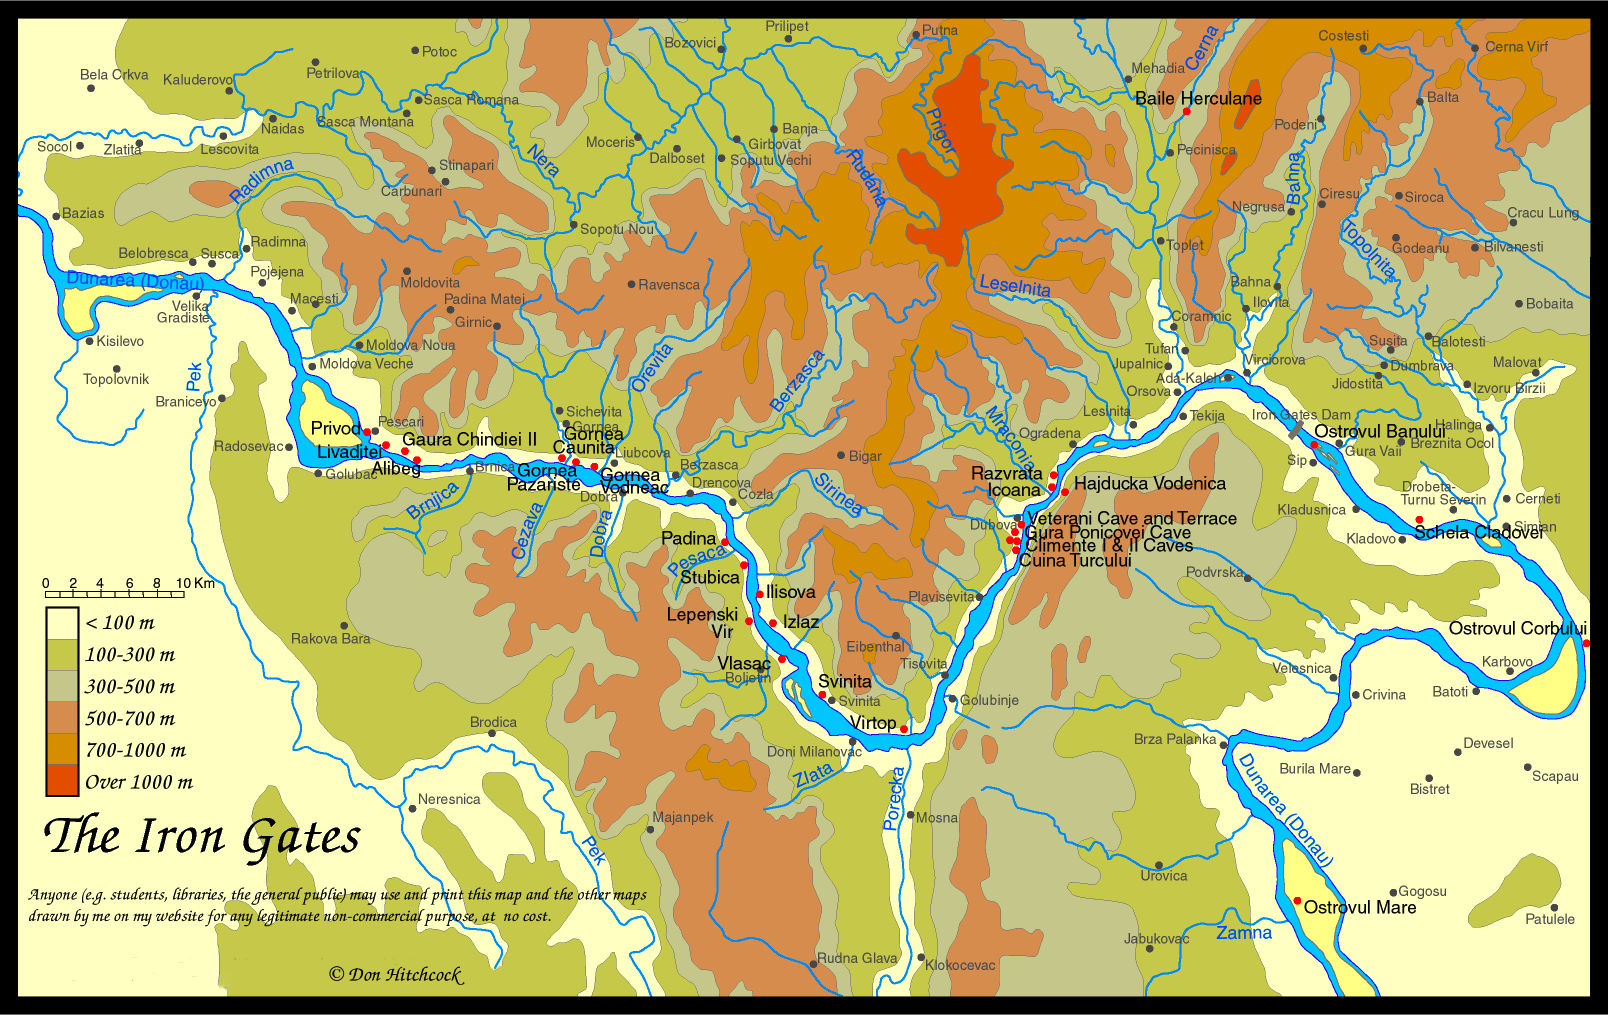 Prilipet
Putna
Costesti
Bozovici
Potoc
Cerna
Cerna Virf
Petrilova
Mehadia
Bela Crkva
Kaluderovo
Sasca Romana
Baile Herculane
Balta
Naidas
Sasca Montana
Prigor
Podeni
Banja
Socol
Zlatita
Lescovita
Moceris
Girbovat
Dalboset
Soputu Vechi
Pecinisca
Nera
Rudaria
Stinapari
Carbunari
Radimna
Bahna
Ciresu
Siroca
Negrusa
Bazias
Cracu Lung
Sopotu Nou
Topolnita
Godeanu
Bilvanesti
Radimna
Toplet
Belobresca
Susca
Pojejena
Moldovita
Dunarea (Donau)
Ravensca
Leselnita
Bahna
Ilovita
Padina Matei
Macesti
Velika
Gradiste
Girnic
Coramnic
Bobaita
Kisilevo
Moldova Noua
Susita
Balotesti
Tufari
Moldova Veche
Orevita
Berzasca
Jupalnic
Virciorova
Dumbrava
Malovat
Topolovnik
Pek
Ada-Kaleh
Jidostita
Izvoru Birzii
Orsova
Branicevo
Sichevita
Lesinita
Tekija
Iron Gates Dam
Privod
Pescari
Gornea
Mraconia
Halinga
Gornea
Ostrovul Banului
Ogradena
Gaura Chindiei II
Caunita
Breznita Ocol
Radosevac
Livaditei
Liubcova
Gura Vail
Bigar
Sip
Alibeg
Brnica
Gornea
Pazariste
Berzasca
Golubac
Gornea
Vodneac
Drencova
Razvrata
Icoana
Hajducka Vodenica
Drobeta-
Turnu Severin
Cerneti
Brnjica
Dobra
Cozla
Sirinea
Kladusnica
Cezava
Dobra
Dubova
Veterani Cave and Terrace
Gura Ponicovei Cave
Climente I & II Caves
Cuina Turcului
Simian
Schela Cladovei
Kladovo
Padina
Pesaca
Stubica
Podvrska
0 2 4 6 8 10 Km
Ilisova
Plavisevita
Lepenski
Vir
Izlaz
< 100 m
100-300 m
300-500 m
500-700 m
700-1000 m
Over 1000 m
Rakova Bara
Ostrovul Corbului
Eibenthal
Vlasac
Boljetin
Tisovita
Velesnica
Karbovo
Svinita
Svinita
Golubinje
Crivina
Batoti
Virtop
Brodica
Doni Milanovac
Brza Palanka
Devesel
Zlata
Porecka
Burila Mare
Scapau
Bistret
Dunarea (Donau)
Neresnica
Majanpek
Mosna
The Iron Gates
Pek
Urovica
Gogosu
Anyone (e.g. students, libraries, the general public) may use and print this map and the other maps
drawn by me on my website for any legitimate non-commercial purpose, at no cost.
Ostrovul Mare
Patulele
Zamna
Jabukovac
Rudna Glava
Klokocevac
© Don Hitchcock